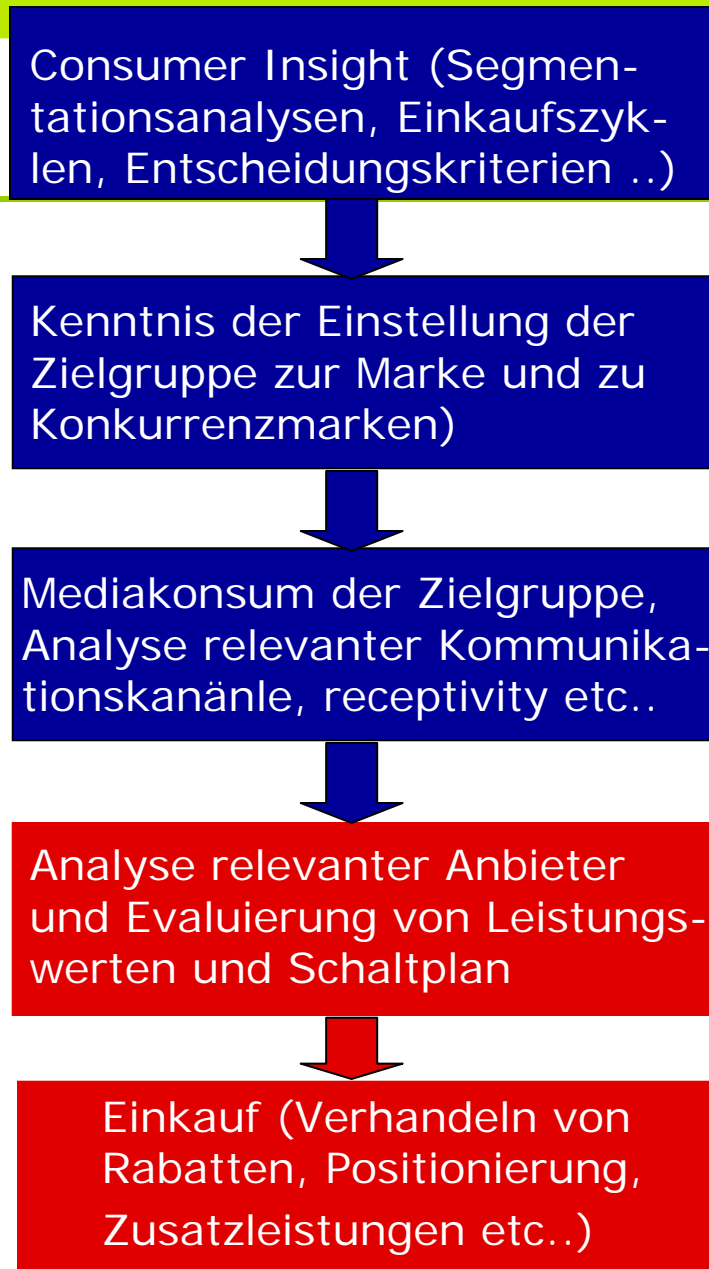 Consumer Insight (Segmen-
tationsanalysen, Einkaufszyk-
len, Entscheidungskriterien ..)
Kenntnis der Einstellung der
Zielgruppe zur Marke und zu
Konkurrenzmarken)
Mediakonsum der Zielgruppe,
Analyse relevanter Kommunika-
tionskanänle, receptivity etc..
Analyse relevanter Anbieter
und Evaluierung von Leistungs-
werten und Schaltplan
Einkauf (Verhandeln von
Rabatten, Positionierung,
Zusatzleistungen etc..)